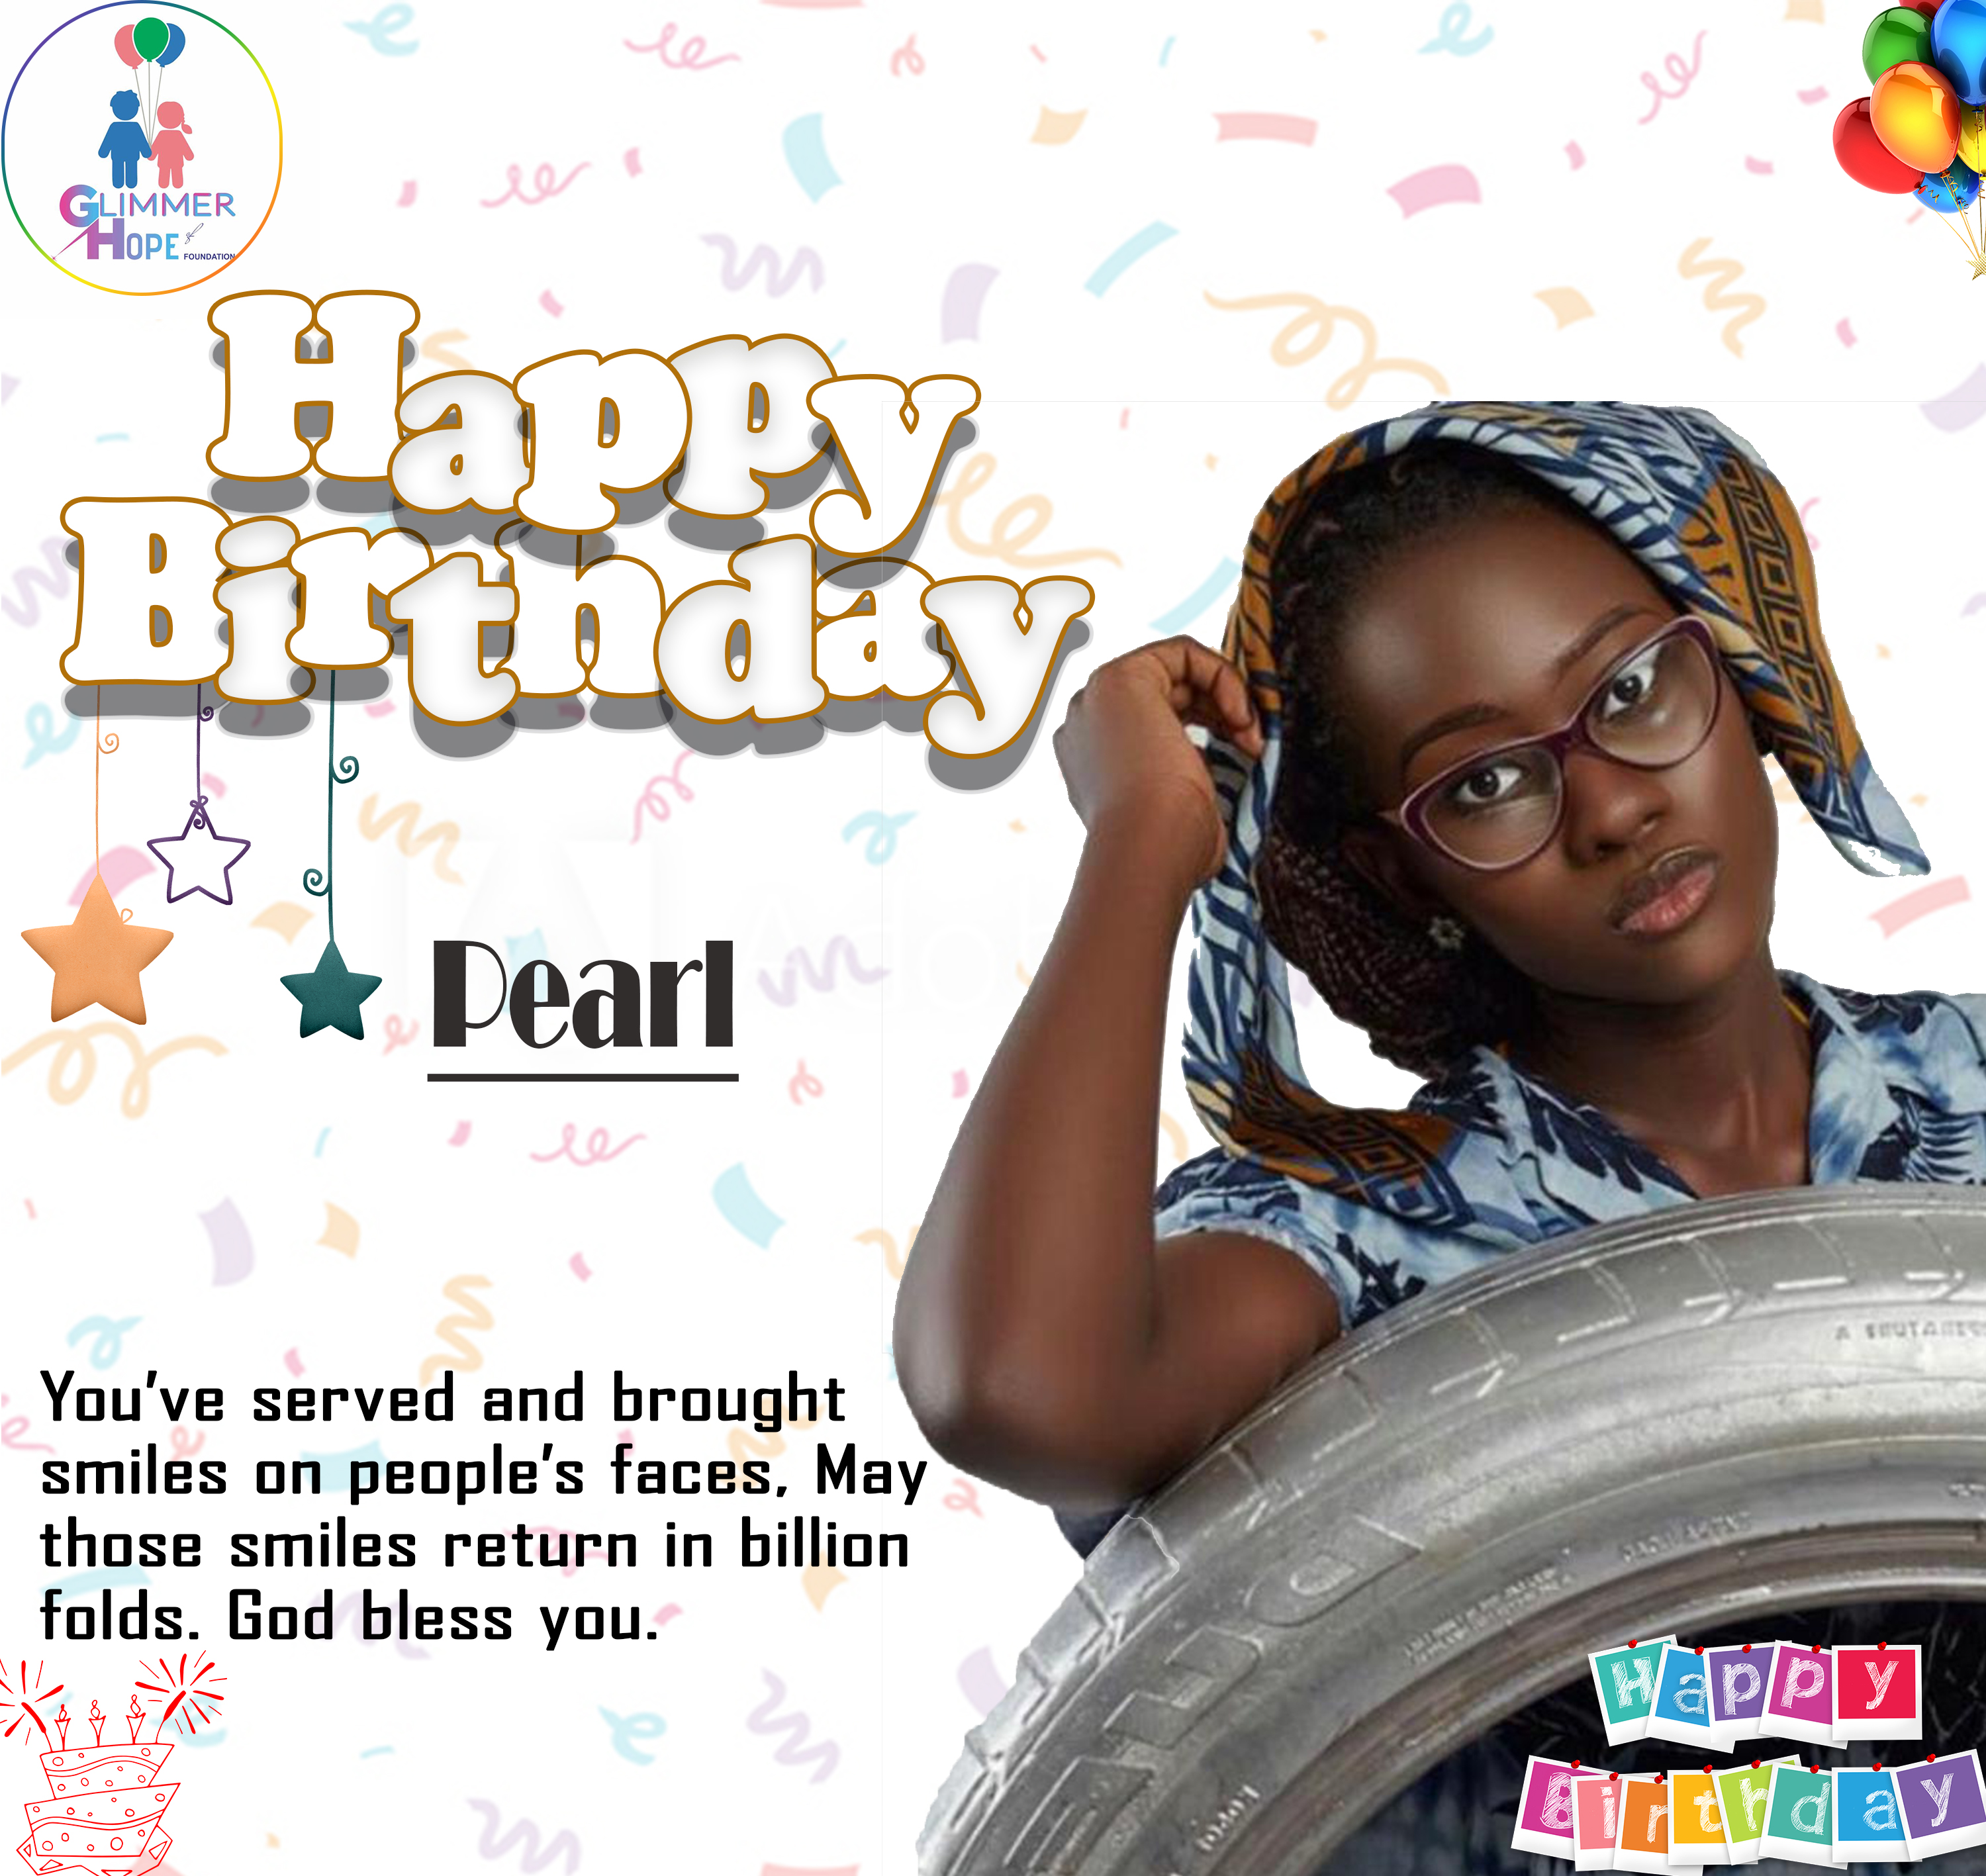 GLIMMER
HOPE of
FOUNDATION
Happy
Birthday
Pearl
You've served and brought
smiles on people's faces, May
those smiles return in billion
folds. God bless you.
Happy
Birthday